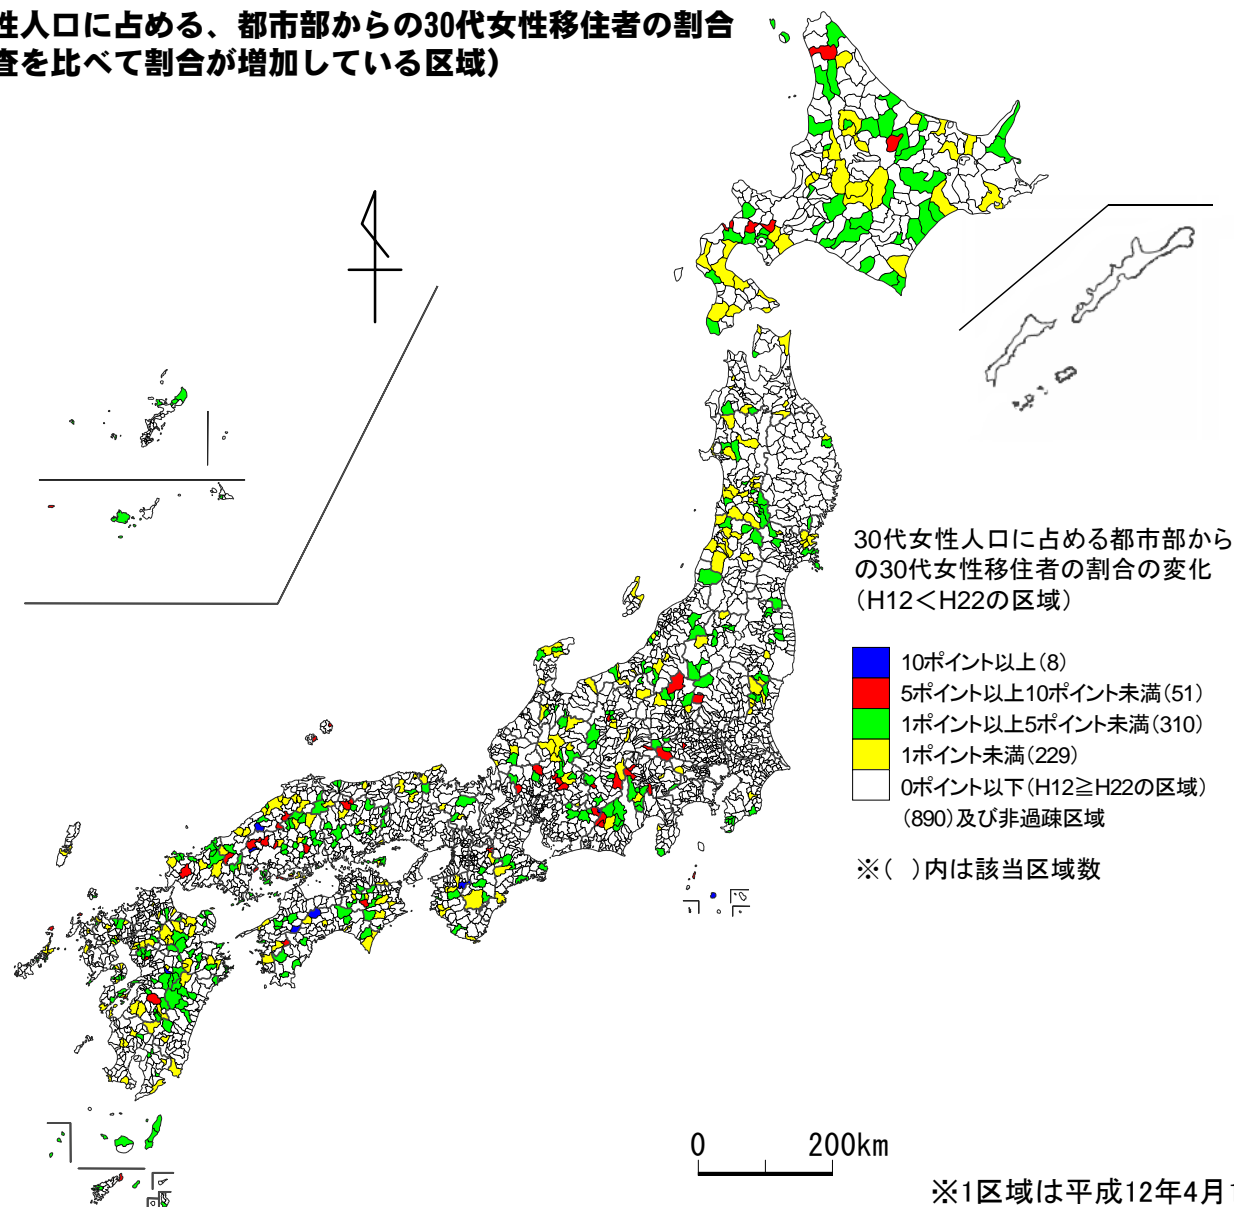 性人口に占める、都市部からの30代女性移住者の割合
査を比べて割合が増加している区域)
30代女性人口に占める都市部から
の30代女性移住者の割合の変化
(H12<H22の区域)
10ポイント以上(8)
5ポイント以上10ポイント未満(51)
1ポイント以上5ポイント未満(310)
1ポイント未満(229)
0ポイント以下(H12≧H22の区域)
(890)及び非過疎区域
※( )内は該当区域数
0 200km
※1区域は平成12年4月